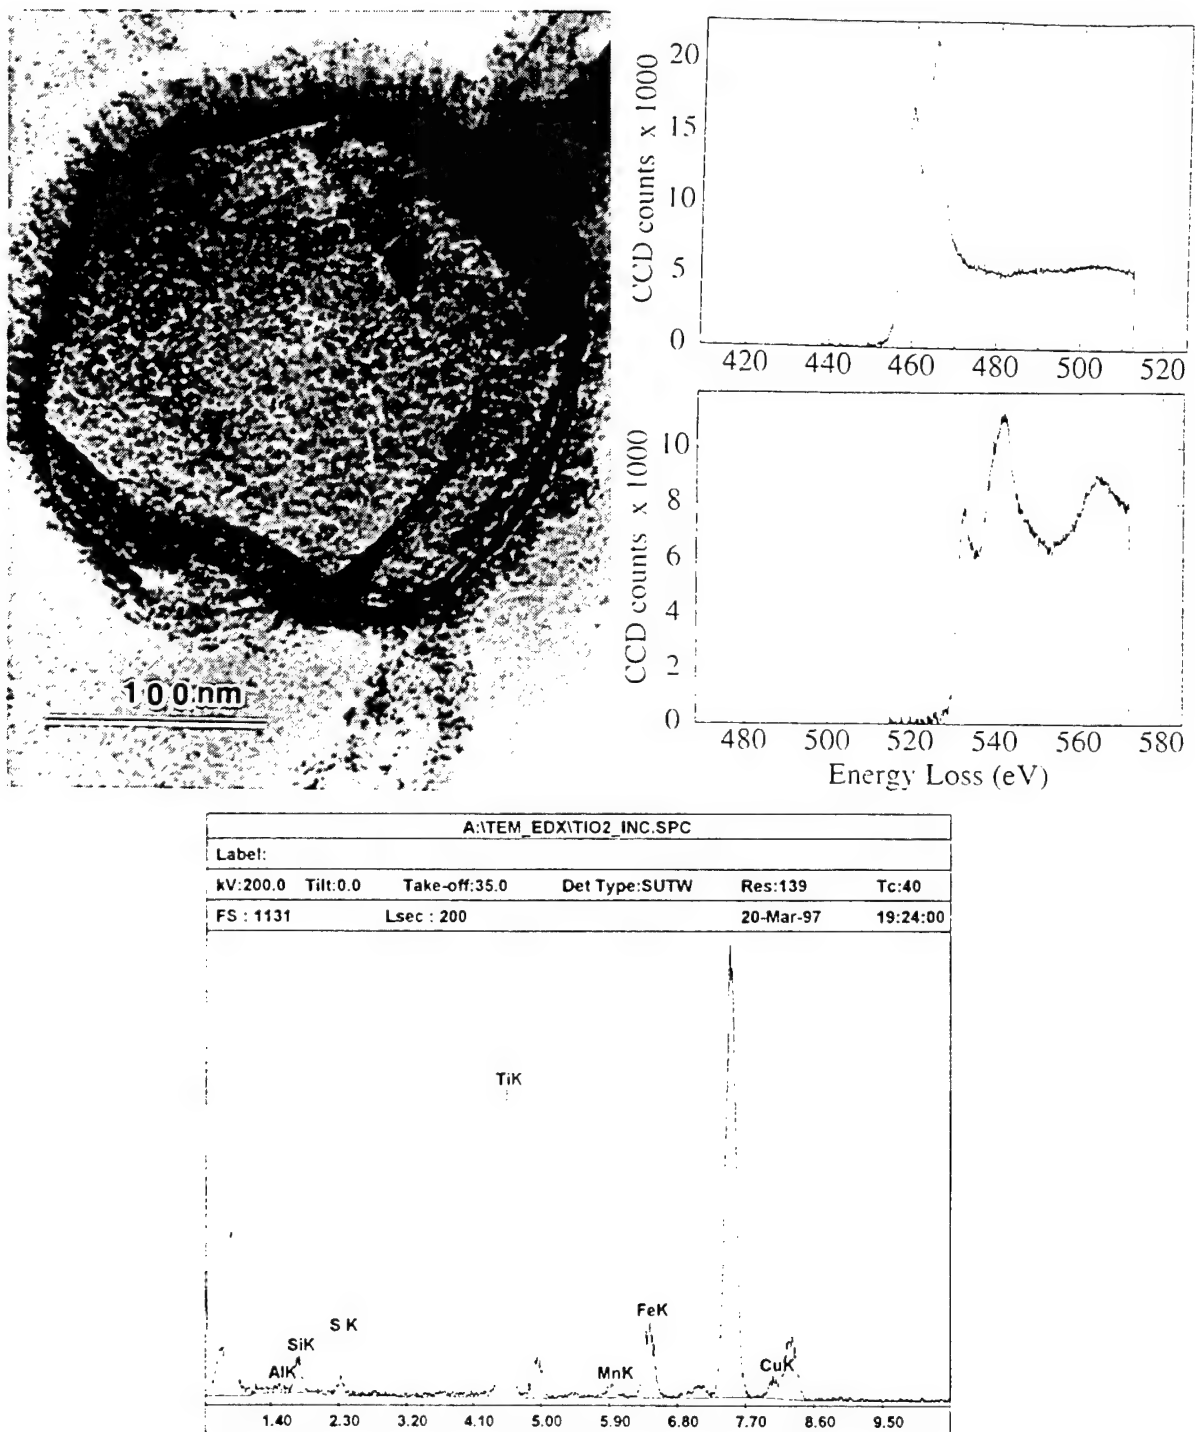 100nm
CCD counts x 1000
20
15
10
5
0
420 440 460 480 500 520
CCD counts x 1000
10
8
6
4
2
0
480 500 520 540 560 580
Energy Loss (eV)
A:\TEM_EDX\TIO2_INC.SPC
Label:
kV:200.0 Tilt:0.0 Take-off:35.0 Det Type:SUTW Res:139 Tc:40
FS : 1131 Lsec : 200 20-Mar-97 19:24:00
TiK
FeK
S K
SiK
AlK MnK CuK
1.40 2.30 3.20 4.10 5.00 5.90 6.80 7.70 8.60 9.50